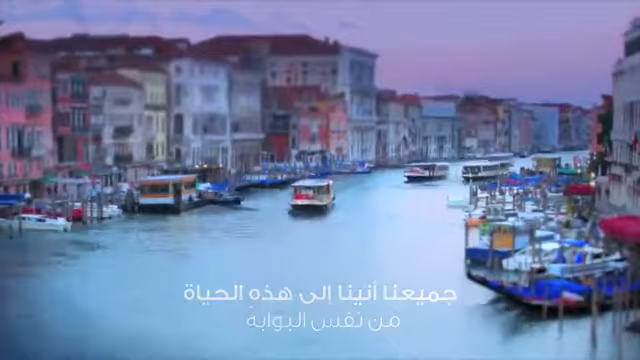 جميعنا أتينا إلى هذه الحياة
من نفس البوابة